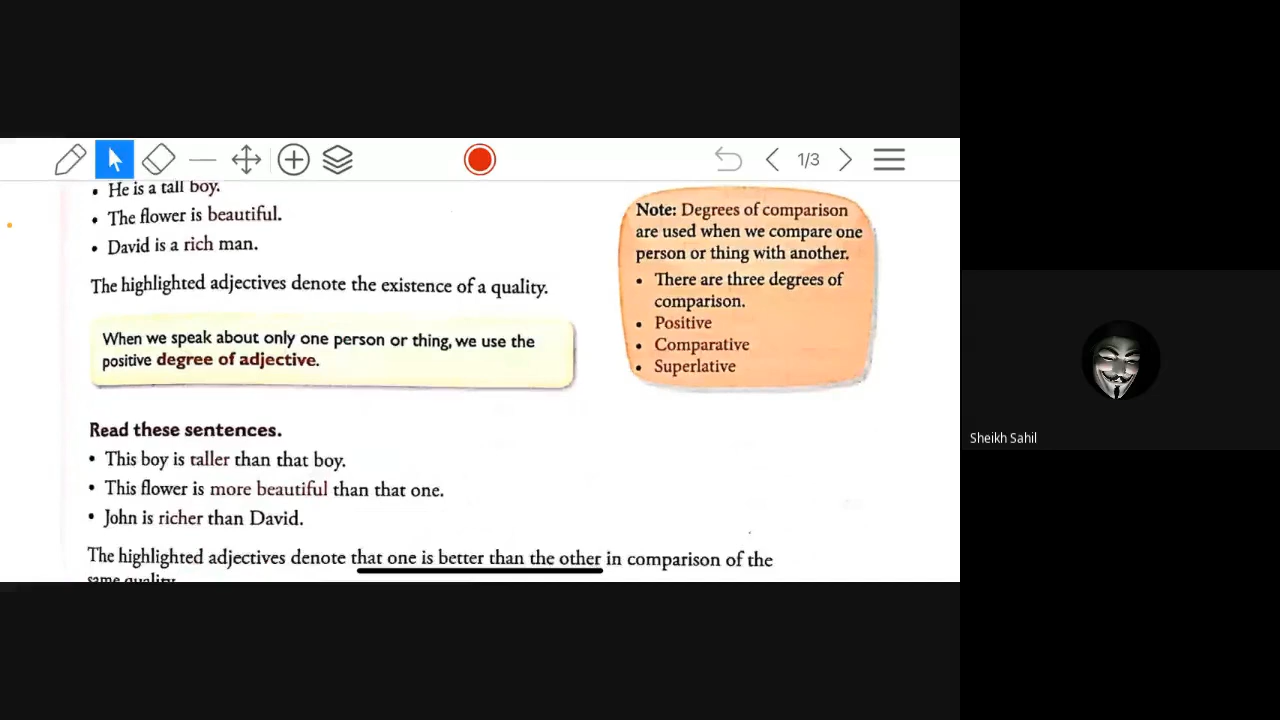 1/3
• He is a tall boy.
• The flower is beautiful.
• David is a rich man.
The highlighted adjectives denote the existence of a quality.
When we speak about only one person or thing, we use the
positive degree of adjective.
Note: Degrees of comparison
are used when we compare one
person or thing with another.
• There are three degrees of
comparison.
• Positive
• Comparative
• Superlative
Read these sentences.
• This boy is taller than that boy.
• This flower is more beautiful than that one.
• John is richer than David.
The highlighted adjectives denote that one is better than the other in comparison of the
same quality.
Sheikh Sahil